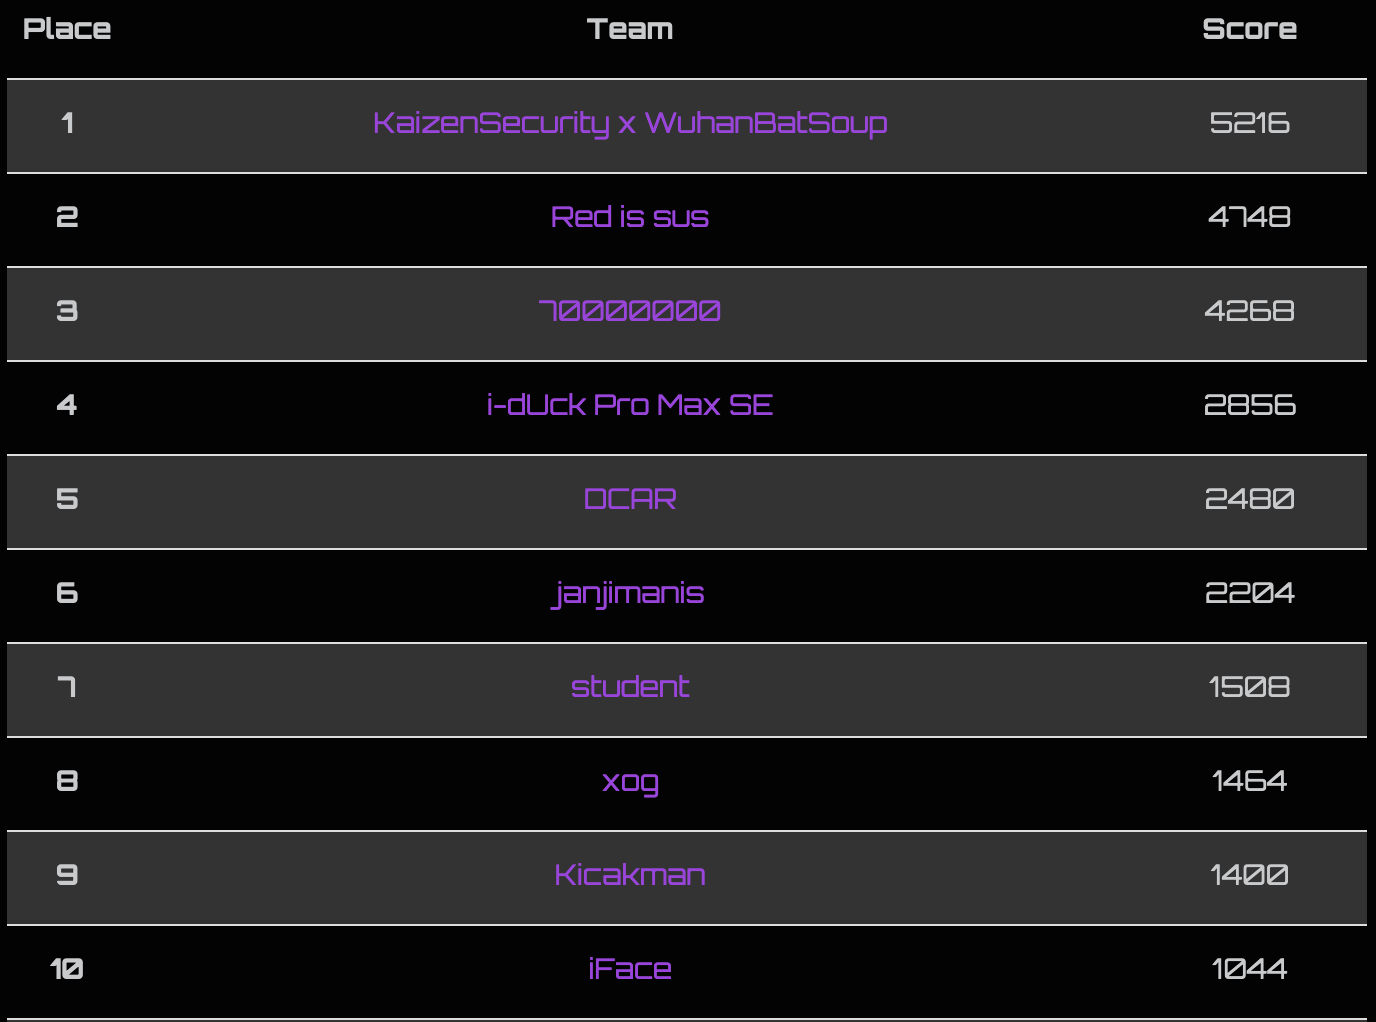 Place Team Score
1 KaizenSecurity x WuhanBatSoup 5216
2 Red is sus 4748
3 70000000 4268
4 i-dUck Pro Max SE 2856
5 DCAR 2480
6 janjimanis 2204
7 student 1508
8 xog 1464
9 Kicakman 1400
10 iFace 1044